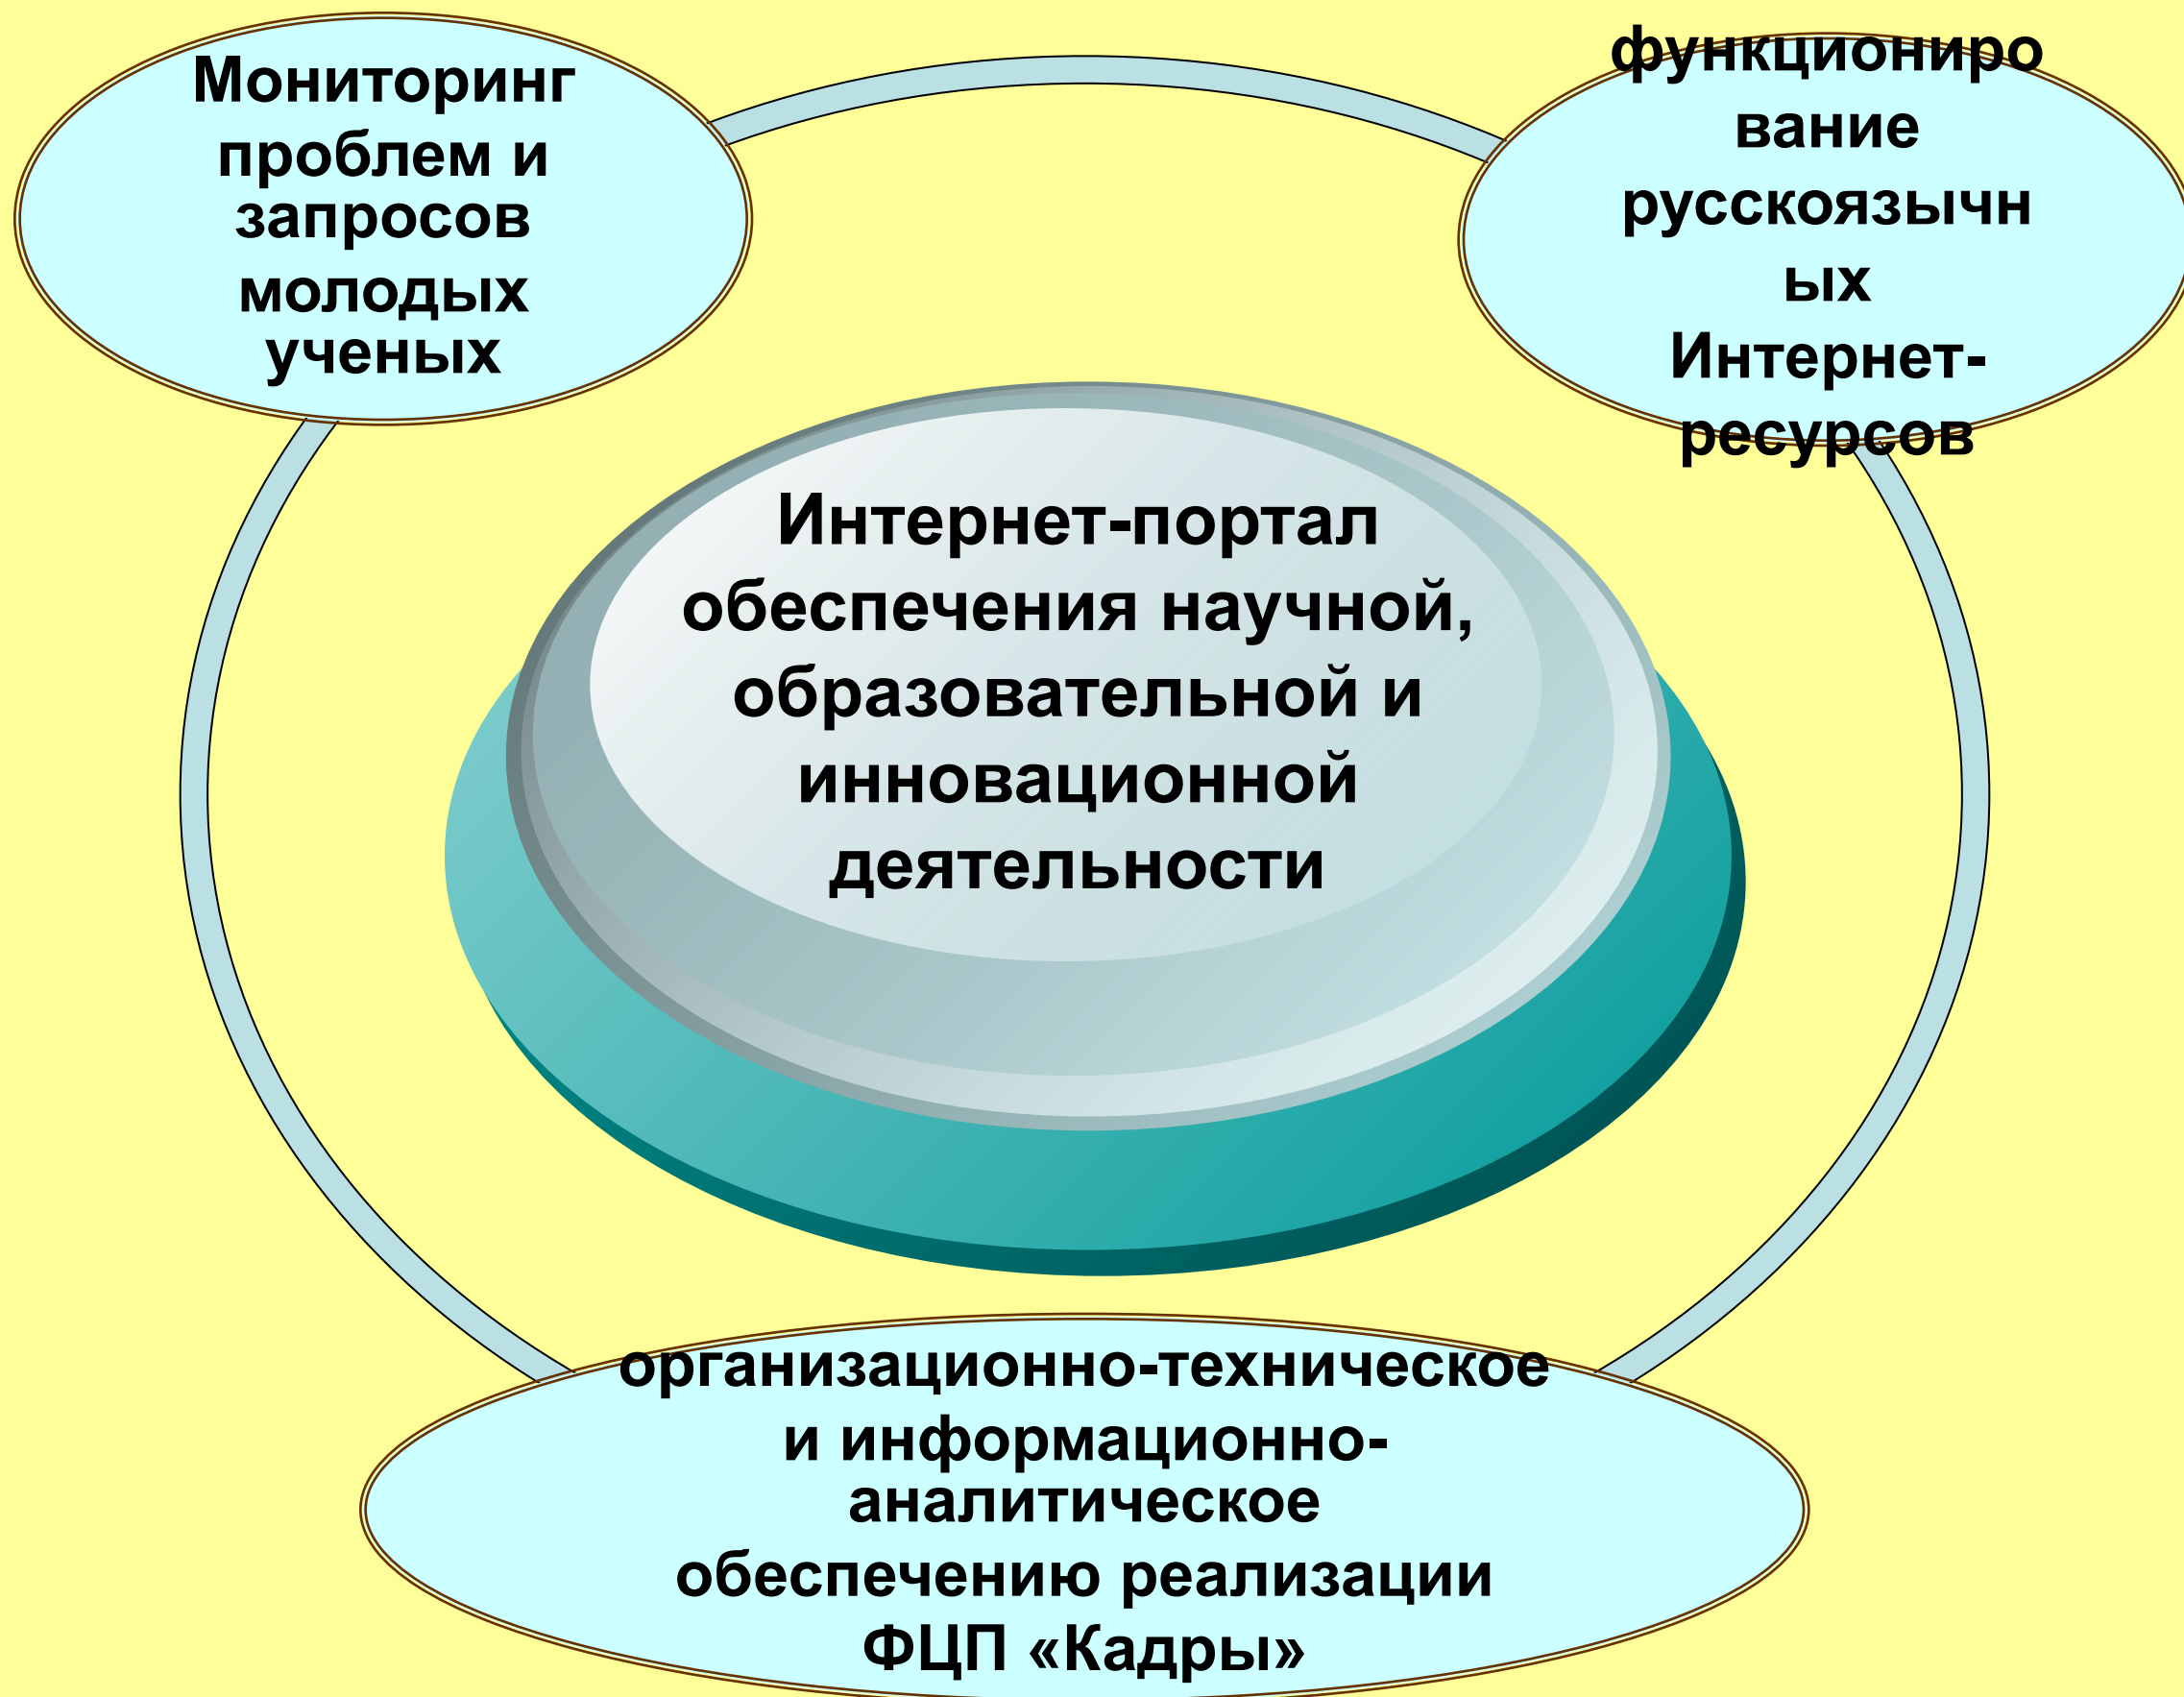 Мониторинг
проблем и
запросов
молодых
ученых
функциониро
вание
русскоязычн
ых
Интернет-
ресурсов
Интернет-портал
обеспечения научной,
образовательной и
инновационной
деятельности
организационно-техническое
и информационно-
аналитическое
обеспечению реализации
ФЦП «Кадры»